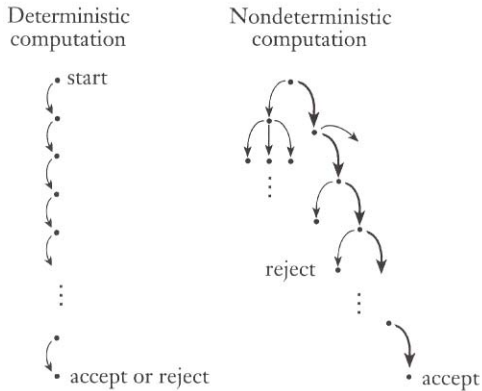 Deterministic
computation
start
accept or reject
Nondeterministic
computation
reject
accept